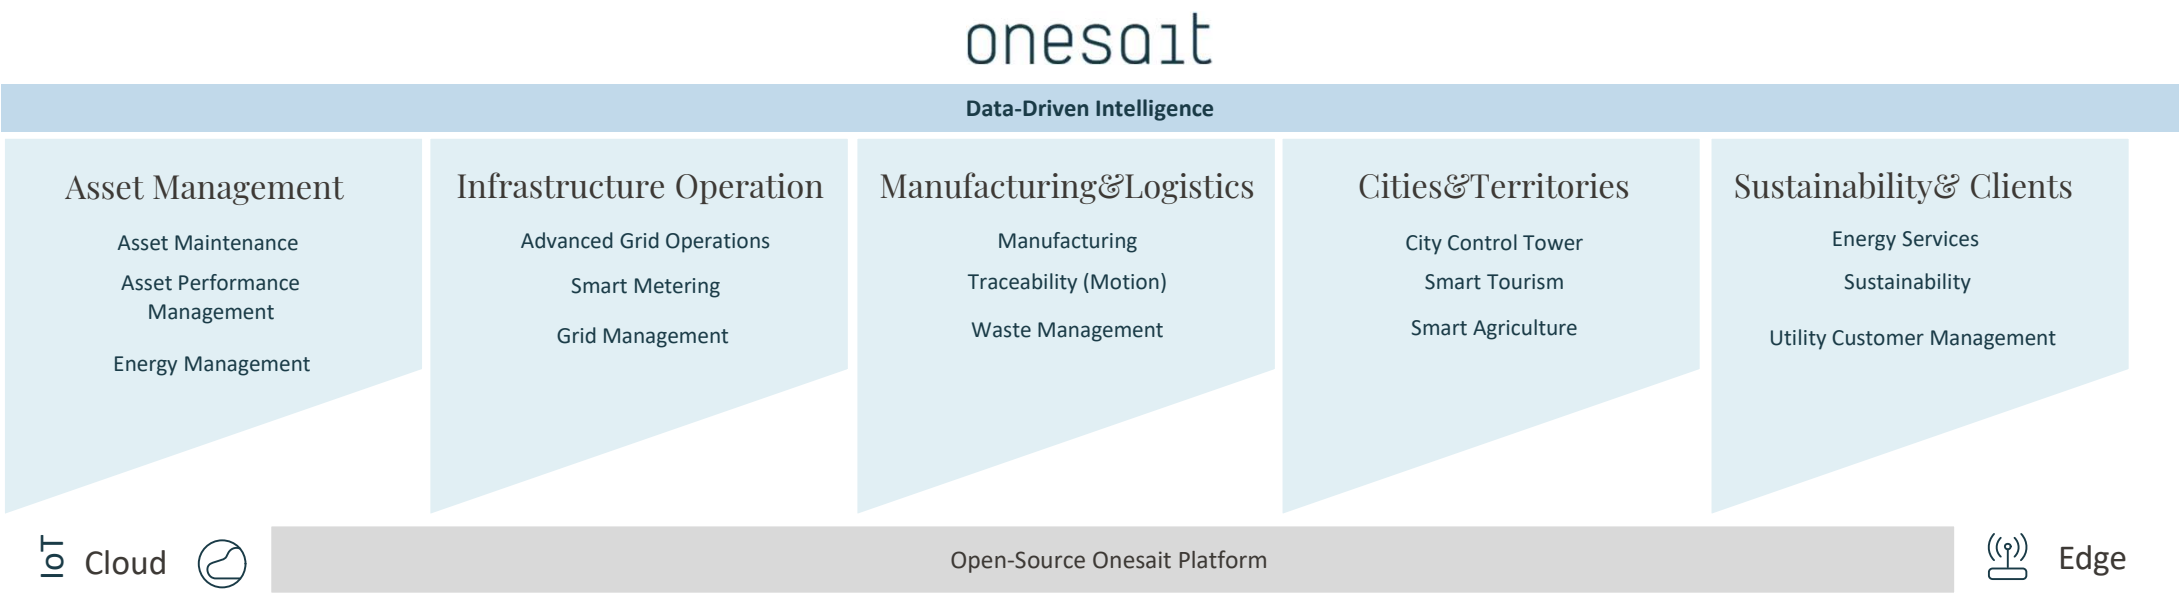 onesait
Data-Driven Intelligence
Asset Management
Asset Maintenance
Asset Performance
Management
Energy Management
Infrastructure Operation
Advanced Grid Operations
Smart Metering
Grid Management
Manufacturing&Logistics
Manufacturing
Traceability (Motion)
Waste Management
Cities&Territories
City Control Tower
Smart Tourism
Smart Agriculture
Sustainability& Clients
Energy Services
Sustainability
Utility Customer Management
IoT
Cloud
Open-Source Onesait Platform
Edge